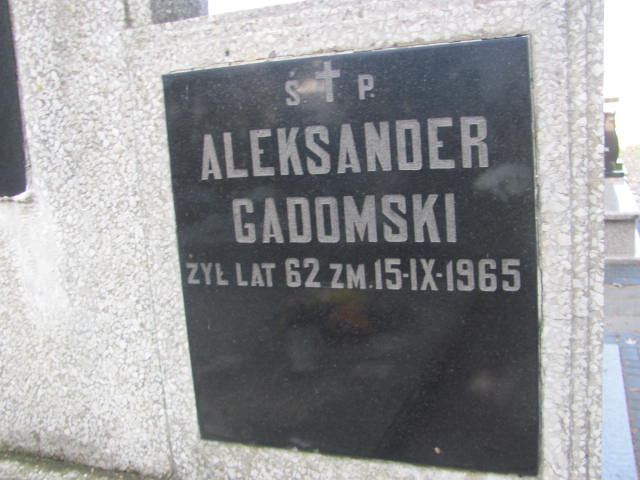 Ś † P.
ALEKSANDER
GADOMSKI
ŻYŁ LAT 62 ZM. 15-IX-1965